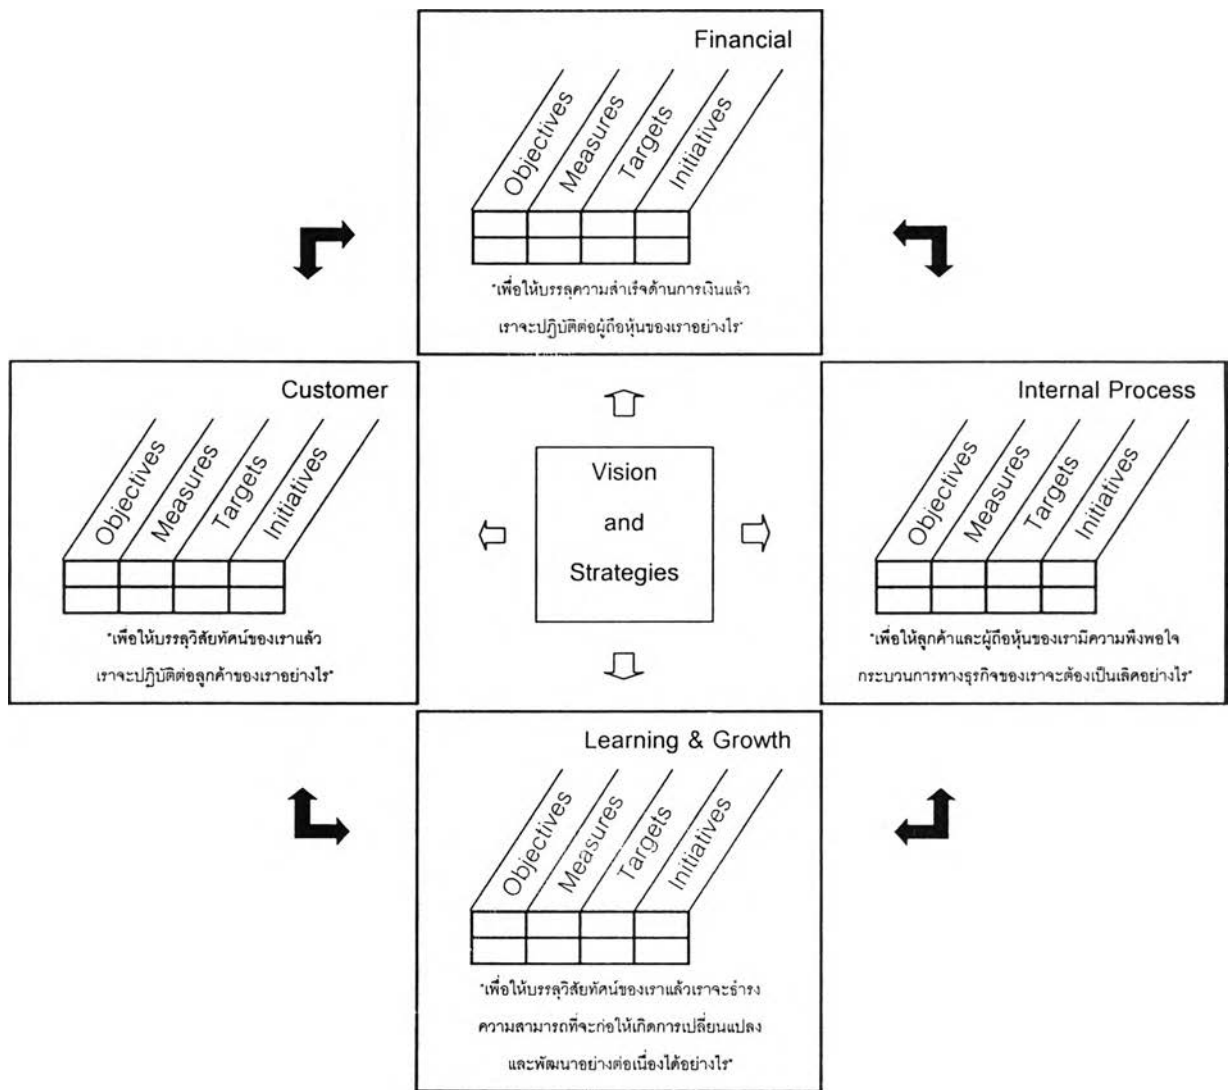 Financial
Objectives
Measures
Targets
Initiatives
"เพื่อให้บรรลุความสำเร็จด้านการเงินแล้ว
เราจะปฏิบัติต่อผู้ถือหุ้นของเราอย่างไร"
Customer
Objectives
Measures
Targets
Initiatives
"เพื่อให้บรรลุวิสัยทัศน์ของเราแล้ว
เราจะปฏิบัติต่อลูกค้าของเราอย่างไร"
Vision
and
Strategies
Internal Process
Objectives
Measures
Targets
Initiatives
"เพื่อให้ลูกค้าและผู้ถือหุ้นของเรามีความพึงพอใจ
กระบวนการทางธุรกิจของเราจะต้องเป็นเลิศอย่างไร"
Learning & Growth
Objectives
Measures
Targets
Initiatives
"เพื่อให้บรรลุวิสัยทัศน์ของเราแล้วเราจะธำรง
ความสามารถที่จะก่อให้เกิดการเปลี่ยนแปลง
และพัฒนาอย่างต่อเนื่องได้อย่างไร"